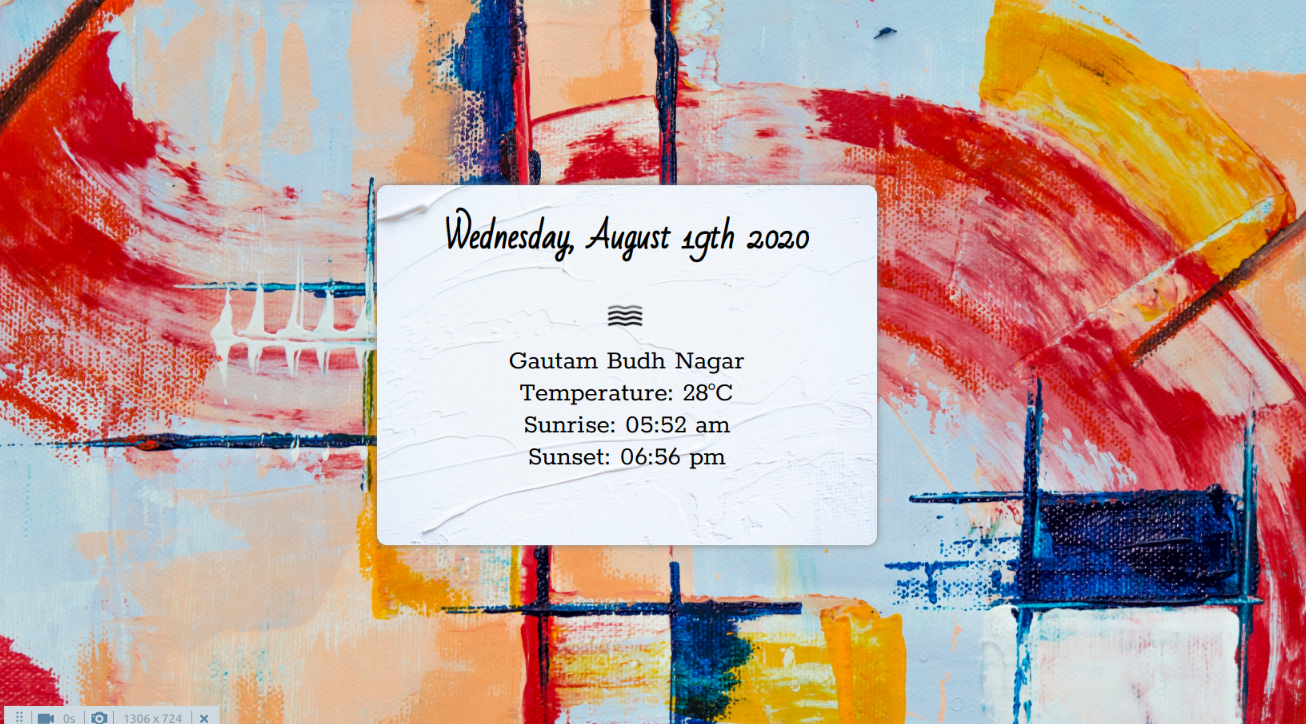 Wednesday, August 19th 2020
Gautam Budh Nagar
Temperature: 28°C
Sunrise: 05:52 am
Sunset: 06:56 pm
0s 1306 x 724